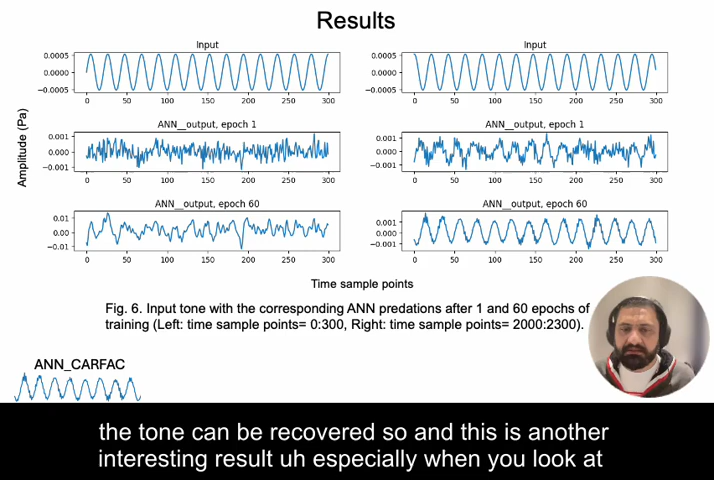 Results
Input
0.0005
0.0000
−0.0005
0 50 100 150 200 250 300
Input
0.0005
0.0000
−0.0005
0 50 100 150 200 250 300
Amplitude (Pa)
ANN__output, epoch 1
0.001
0.000
−0.001
0 50 100 150 200 250 300
ANN__output, epoch 1
0.001
0.000
−0.001
0 50 100 150 200 250 300
ANN__output, epoch 60
0.01
0.00
−0.01
0 50 100 150 200 250 300
ANN__output, epoch 60
0.001
0.000
−0.001
0 50 100 150 200 250 300
Time sample points
Fig. 6. Input tone with the corresponding ANN predations after 1 and 60 epochs of
training (Left: time sample points= 0:300, Right: time sample points= 2000:2300).
ANN_CARFAC
the tone can be recovered so and this is another
interesting result uh especially when you look at